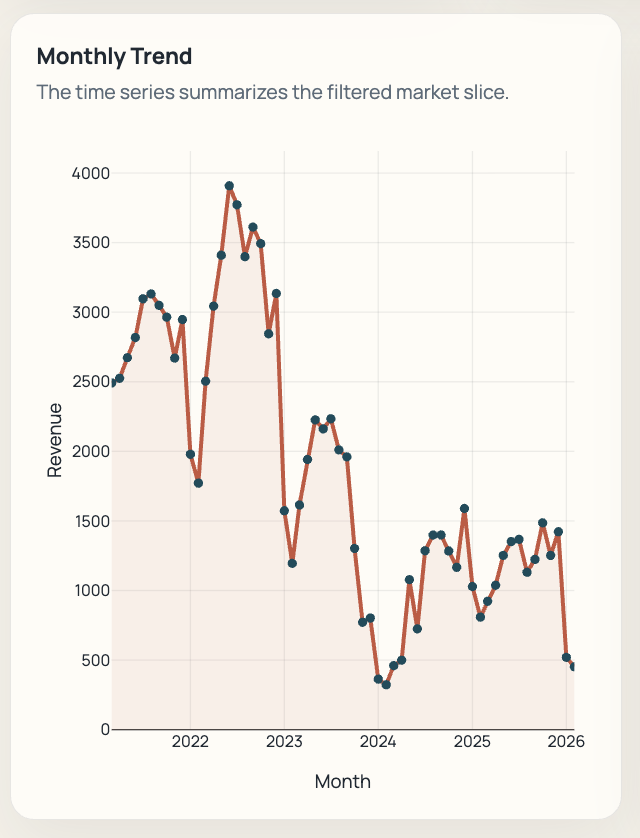 Monthly Trend
The time series summarizes the filtered market slice.
4000
3500
3000
2500
2000
1500
1000
500
0
Revenue
2022 2023 2024 2025 2026
Month